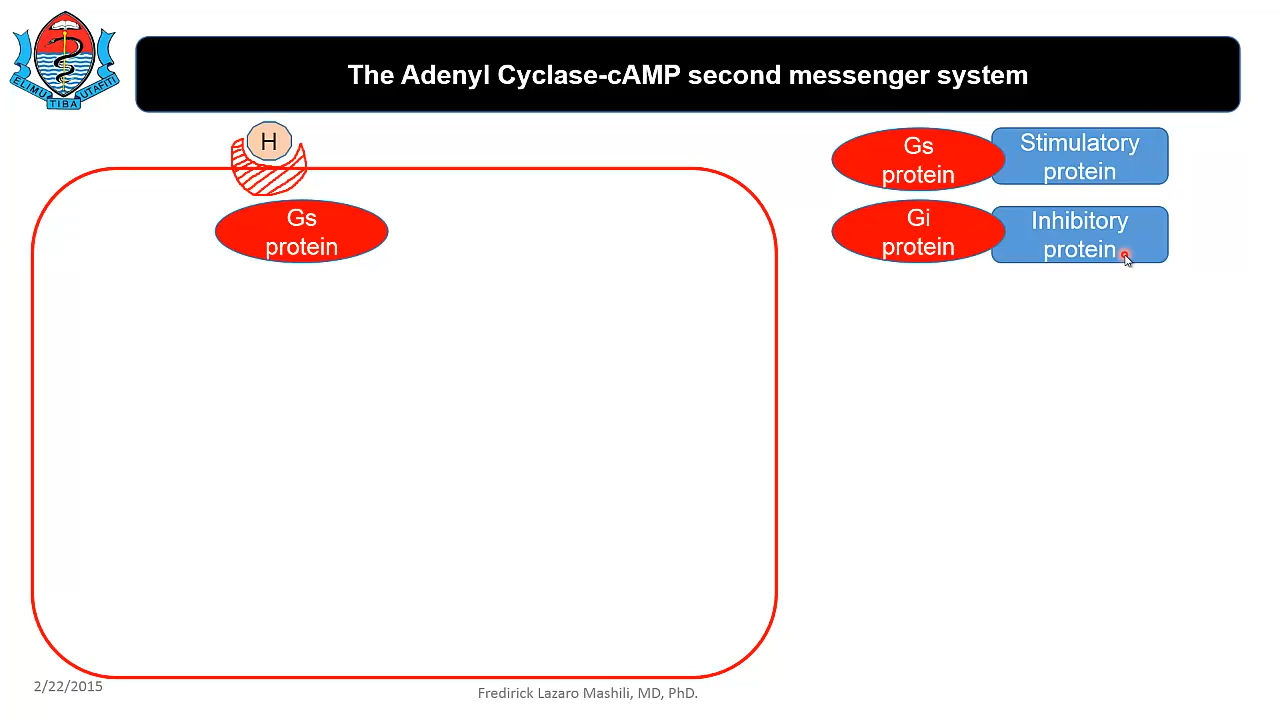 ELIMU TIBA UTAFITI
The Adenyl Cyclase-cAMP second messenger system
H
Gs
protein
Gs
protein
Stimulatory
protein
Gi
protein
Inhibitory
protein
2/22/2015
Fredirick Lazaro Mashili, MD, PhD.